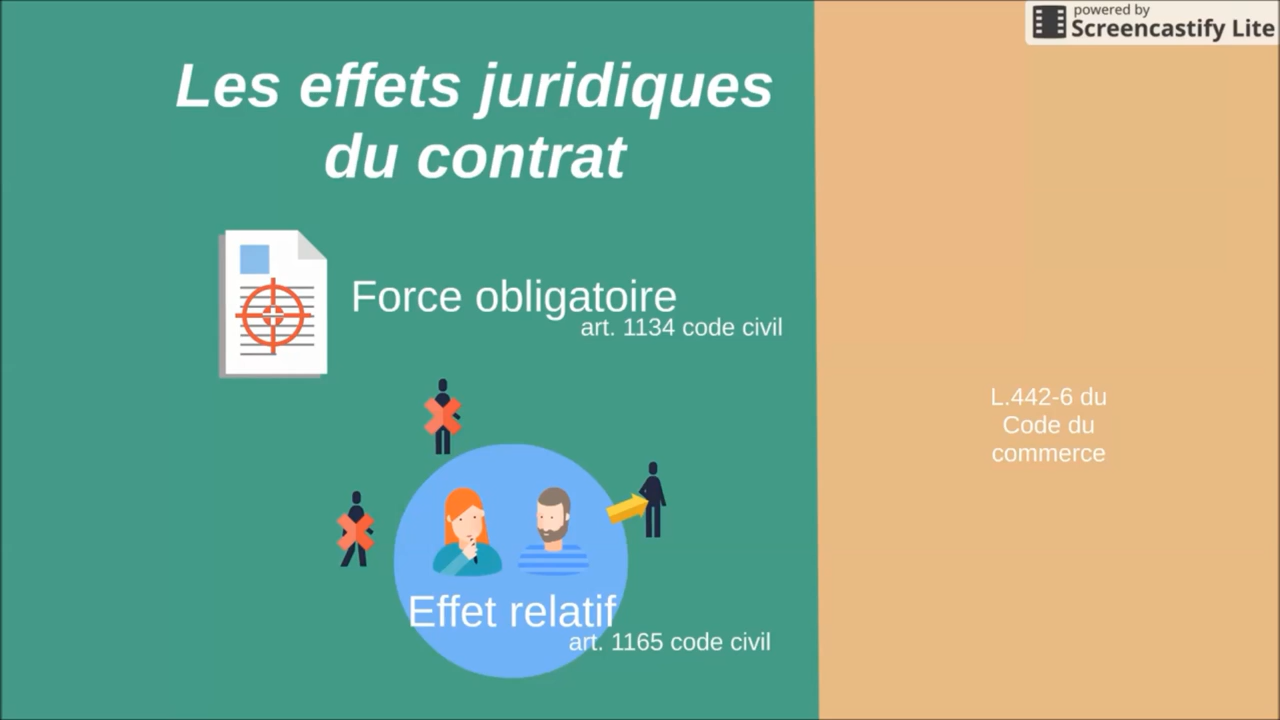 powered by
Screencastify Lite
Les effets juridiques
du contrat
Force obligatoire
art. 1134 code civil
L.442-6 du
Code du
commerce
Effet relatif
art. 1165 code civil